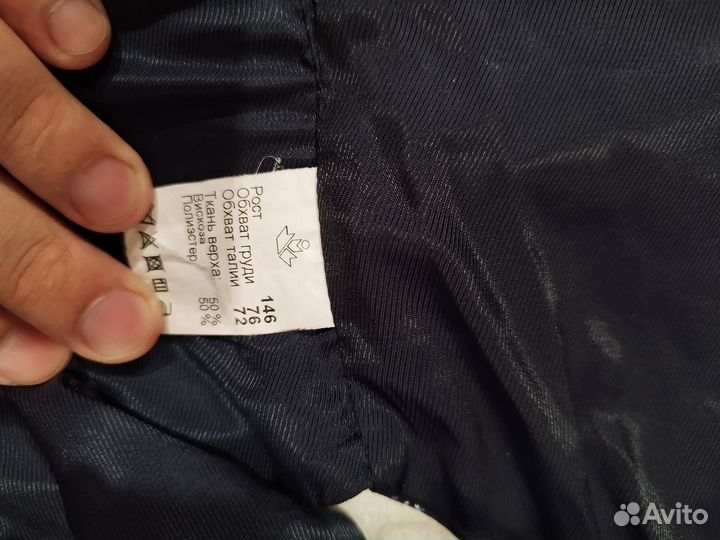 Рост 146
Обхват груди 76
Обхват талии 72
Ткань верха:
Вискоза 50%
Полиэстер 50%
Avito